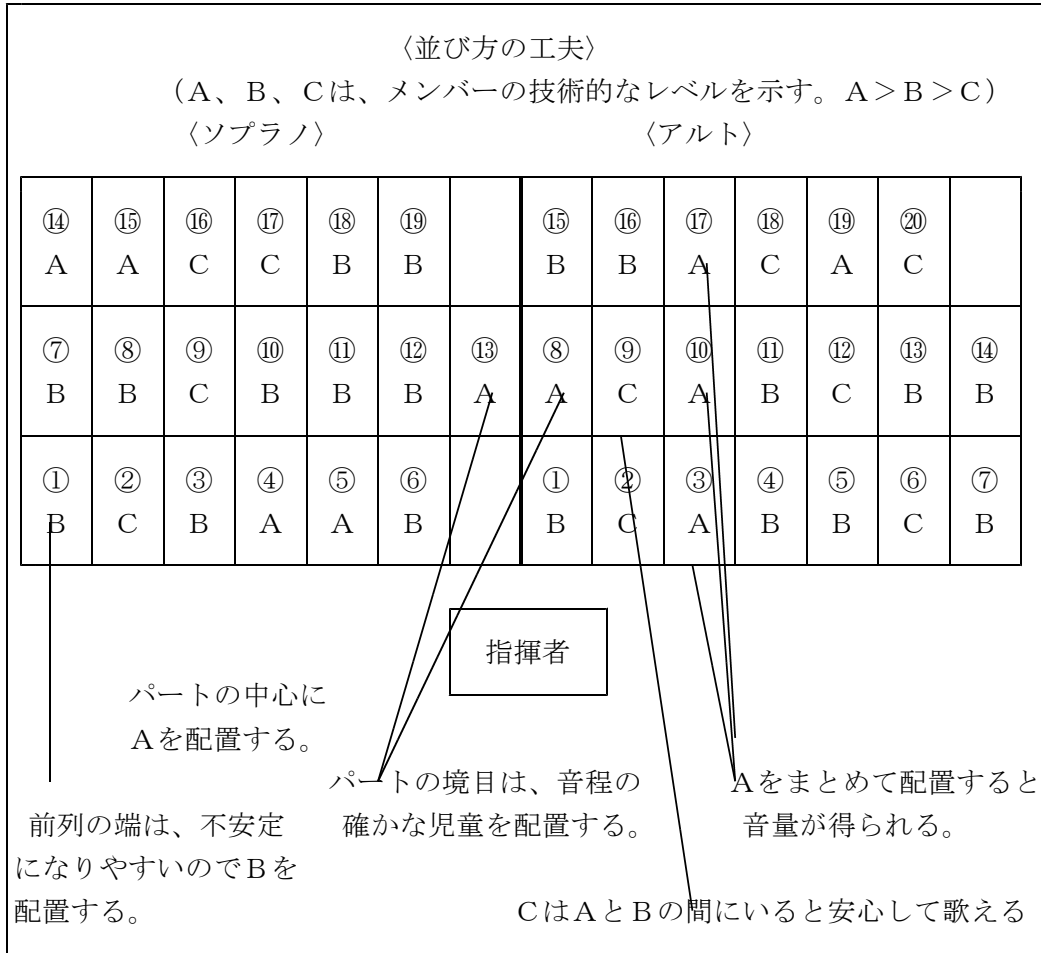 〈並び方の工夫〉
（A、B、Cは、メンバーの技術的なレベルを示す。A＞B＞C）
〈ソプラノ〉 〈アルト〉
⑭ ⑮ ⑯ ⑰ ⑱ ⑲ ⑮ ⑯ ⑰ ⑱ ⑲ ⑳
A A C C B B B B A C A C
⑦ ⑧ ⑨ ⑩ ⑪ ⑫ ⑬ ⑧ ⑨ ⑩ ⑪ ⑫ ⑬ ⑭
B B C B B B A A C A B C B B
① ② ③ ④ ⑤ ⑥ ① ② ③ ④ ⑤ ⑥ ⑦
B C B A A B B C A B B C B
指揮者
パートの中心に
Aを配置する。
パートの境目は、音程の
確かな児童を配置する。
Aをまとめて配置すると
音量が得られる。
前列の端は、不安定
になりやすいのでBを
配置する。
CはAとBの間にいると安心して歌える